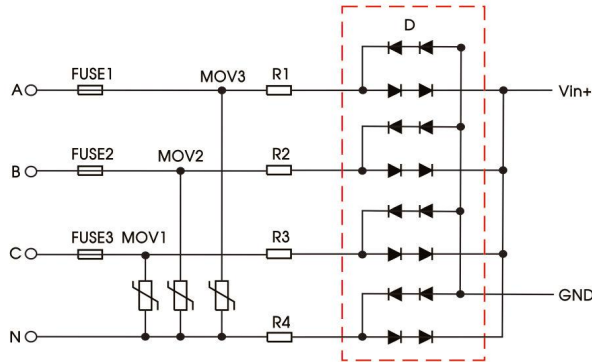 D
FUSE1 MOV3 R1
A Vin+
FUSE2 MOV2 R2
B
FUSE3 MOV1 R3
C
GND
R4
N